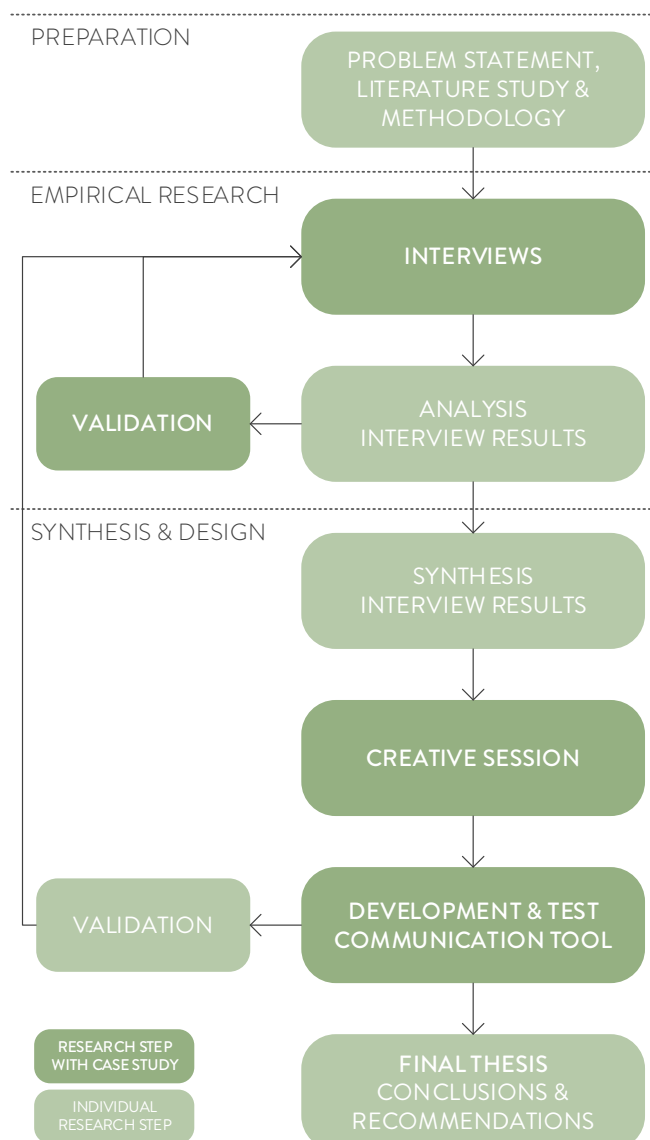 PREPARATION
PROBLEM STATEMENT,
LITERATURE STUDY &
METHODOLOGY
EMPIRICAL RESEARCH
INTERVIEWS
VALIDATION
ANALYSIS
INTERVIEW RESULTS
SYNTHESIS & DESIGN
SYNTHESIS
INTERVIEW RESULTS
CREATIVE SESSION
VALIDATION
DEVELOPMENT & TEST
COMMUNICATION TOOL
RESEARCH STEP
WITH CASE STUDY
INDIVIDUAL
RESEARCH STEP
FINAL THESIS
CONCLUSIONS &
RECOMMENDATIONS